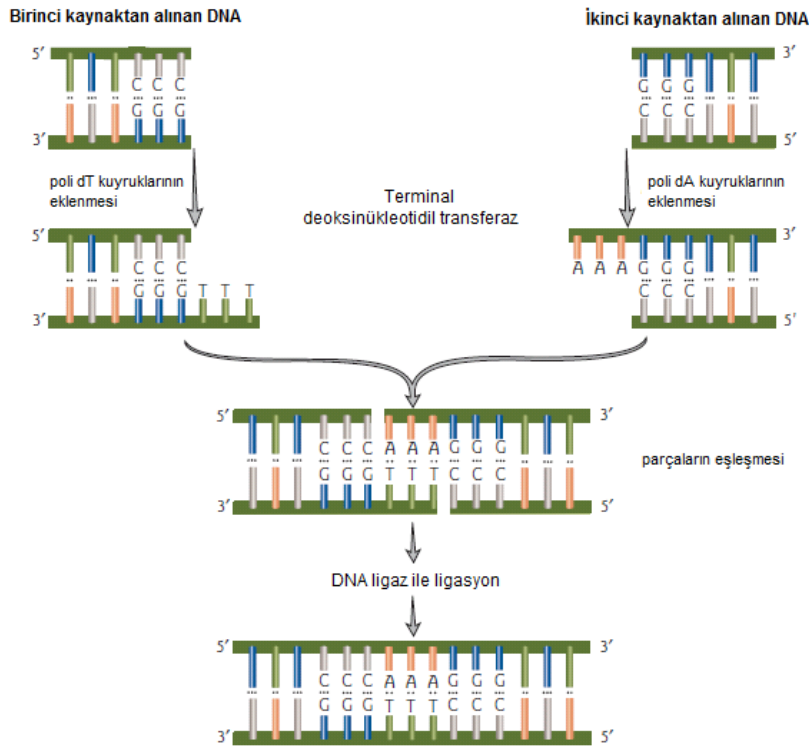 Birinci kaynaktan alınan DNA
İkinci kaynaktan alınan DNA
5′
3′
C C C
G G G
G G G
C C C
3′
5′
poli dT kuyruklarının
eklenmesi
Terminal
deoksinükleotidil transferaz
poli dA kuyruklarının
eklenmesi
5′
3′
C C C
G G G T T T
A A A G G G
C C C
3′
5′
5′
3′
C C C A A A G G G
G G G T T T C C C
3′
5′
parçaların eşleşmesi
DNA ligaz ile ligasyon
5′
3′
C C C A A A G G G
G G G T T T C C C
3′
5′